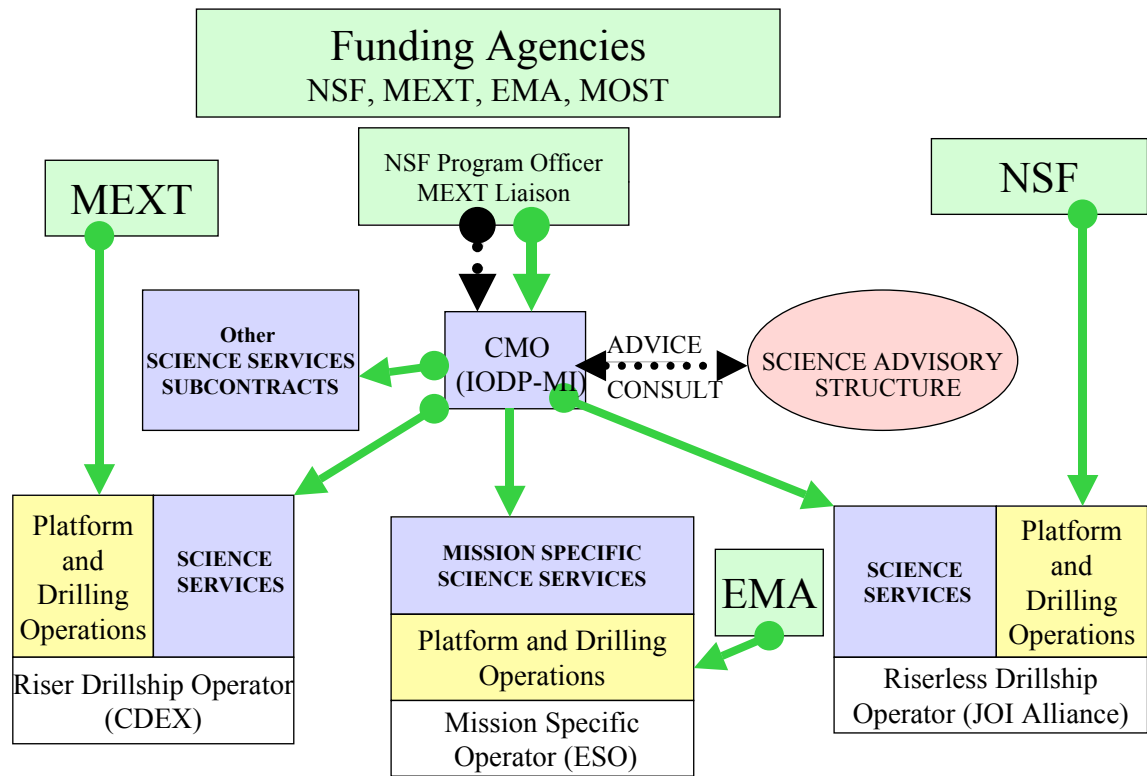 Funding Agencies
NSF, MEXT, EMA, MOST
NSF Program Officer
MEXT Liaison
MEXT
NSF
Other
SCIENCE SERVICES
SUBCONTRACTS
CMO
(IODP-MI)
ADVICE
CONSULT
SCIENCE ADVISORY
STRUCTURE
Platform
and
Drilling
Operations
SCIENCE
SERVICES
Riser Drillship Operator
(CDEX)
MISSION SPECIFIC
SCIENCE SERVICES
Platform and Drilling
Operations
Mission Specific
Operator (ESO)
EMA
SCIENCE
SERVICES
Platform
and
Drilling
Operations
Riserless Drillship
Operator (JOI Alliance)